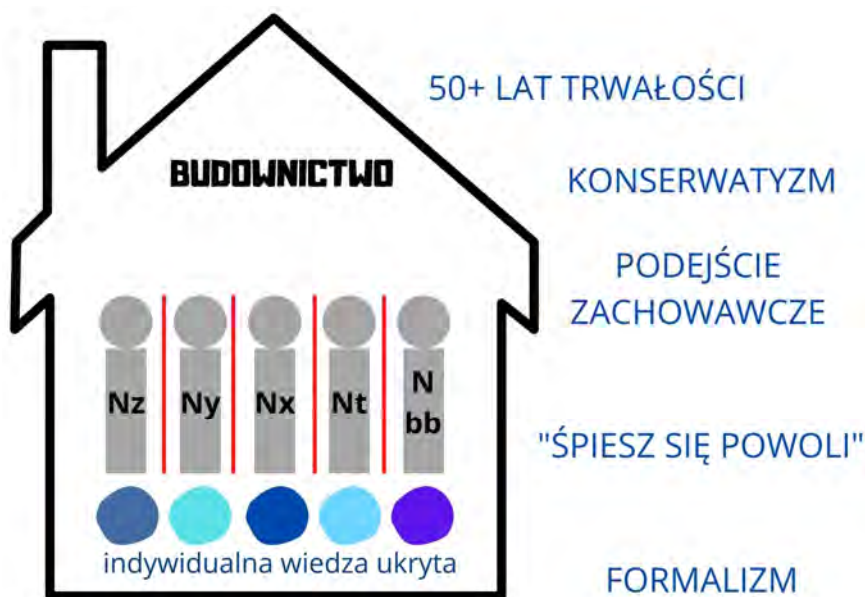 50+ LAT TRWAŁOŚCI
BUDOWNICTWO
KONSERWATYZM
PODEJŚCIE
ZACHOWAWCZE
Nz Ny Nx Nt N
bb
"ŚPIESZ SIĘ POWOLI"
indywidualna wiedza ukryta
FORMALIZM